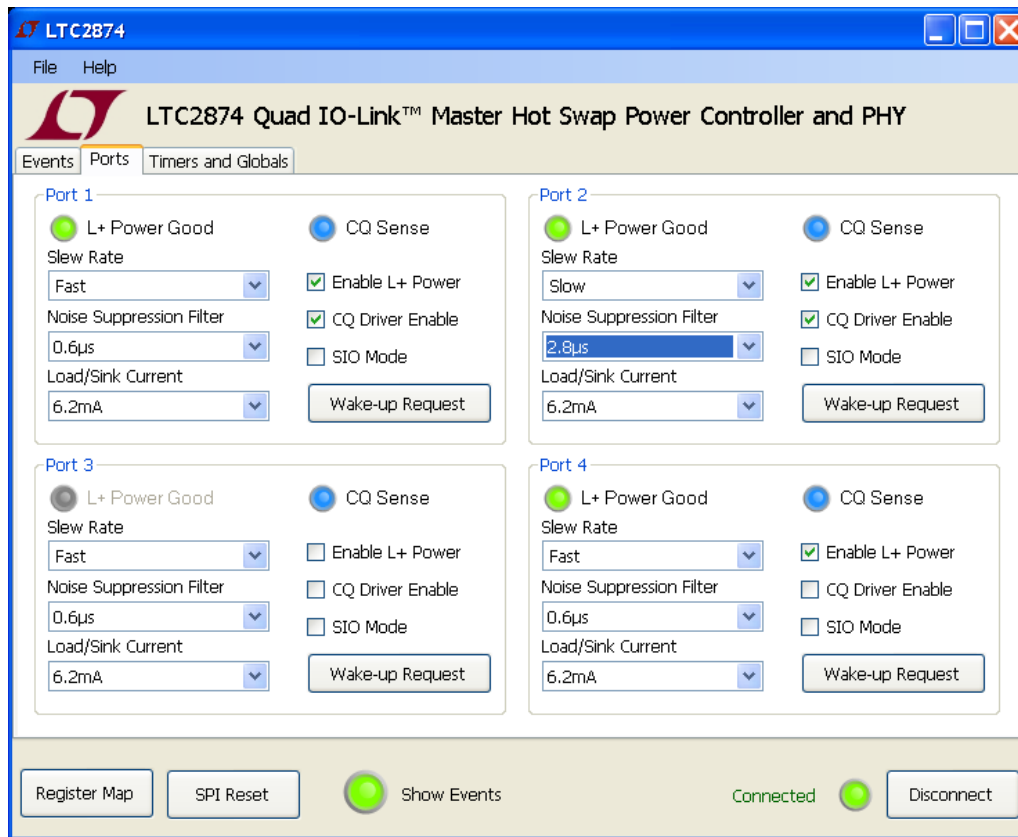 LTC2874
File Help
LTC2874 Quad IO-Link™ Master Hot Swap Power Controller and PHY
Events Ports Timers and Globals
Port 1
L+ Power Good CQ Sense
Slew Rate
Fast Enable L+ Power
Noise Suppression Filter CQ Driver Enable
0.6µs SIO Mode
Load/Sink Current
6.2mA Wake-up Request
Port 2
L+ Power Good CQ Sense
Slew Rate
Slow Enable L+ Power
Noise Suppression Filter CQ Driver Enable
2.8µs SIO Mode
Load/Sink Current
6.2mA Wake-up Request
Port 3
L+ Power Good CQ Sense
Slew Rate
Fast Enable L+ Power
Noise Suppression Filter CQ Driver Enable
0.6µs SIO Mode
Load/Sink Current
6.2mA Wake-up Request
Port 4
L+ Power Good CQ Sense
Slew Rate
Fast Enable L+ Power
Noise Suppression Filter CQ Driver Enable
0.6µs SIO Mode
Load/Sink Current
6.2mA Wake-up Request
Register Map SPI Reset Show Events Connected Disconnect